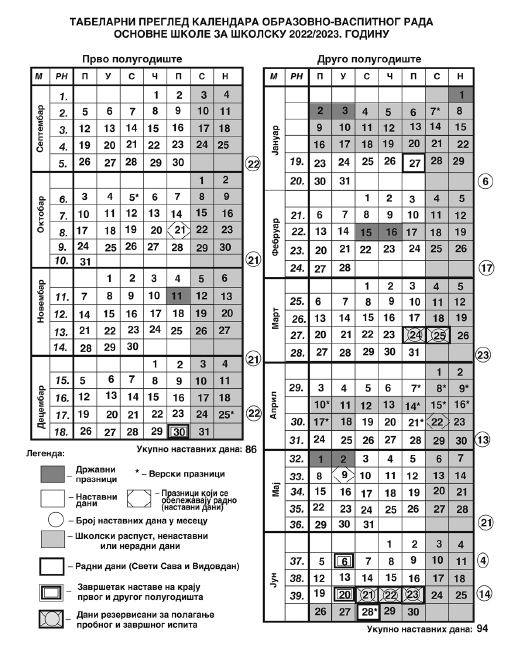 ТАБЕЛАРНИ ПРЕГЛЕД КАЛЕНДАРА ОБРАЗОВНО-ВАСПИТНОГ РАДА
ОСНОВНЕ ШКОЛЕ ЗА ШКОЛСКУ 2022/2023. ГОДИНУ
Прво полугодиште
М РН П У С Ч П С Н
Септембар
1. 1 2 3 4
2. 5 6 7 8 9 10 11
3. 12 13 14 15 16 17 18
4. 19 20 21 22 23 24 25
5. 26 27 28 29 30 22
Октобар
1 2
6. 3 4 5* 6 7 8 9
7. 10 11 12 13 14 15 16
8. 17 18 19 20 21 22 23
9. 24 25 26 27 28 29 30
10. 31 21
Новембар
1 2 3 4 5 6
11. 7 8 9 10 11 12 13
12. 14 15 16 17 18 19 20
13. 21 22 23 24 25 26 27
14. 28 29 30 21
Децембар
1 2 3 4
15. 5 6 7 8 9 10 11
16. 12 13 14 15 16 17 18
17. 19 20 21 22 23 24 25* 22
18. 26 27 28 29 30 31
Укупно наставних дана: 86
Друго полугодиште
М РН П У С Ч П С Н
Јануар
1
2 3 4 5 6 7* 8
9 10 11 12 13 14 15
16 17 18 19 20 21 22
19. 23 24 25 26 27 28 29
20. 30 31 6
Фебруар
1 2 3 4 5
21. 6 7 8 9 10 11 12
22. 13 14 15 16 17 18 19
23. 20 21 22 23 24 25 26
24. 27 28 17
Март
1 2 3 4 5
25. 6 7 8 9 10 11 12
26. 13 14 15 16 17 18 19
27. 20 21 22 23 24 25 26
28. 27 28 29 30 31 23
Април
1 2
29. 3 4 5 6 7* 8* 9*
10* 11 12 13 14* 15* 16*
30. 17* 18 19 20 21* 22 23
31. 24 25 26 27 28 29 30 13
Мај
32. 1 2 3 4 5 6 7
33. 8 9 10 11 12 13 14
34. 15 16 17 18 19 20 21
35. 22 23 24 25 26 27 28
36. 29 30 31 21
Јун
1 2 3 4
37. 5 6 7 8 9 10 11 4
38. 12 13 14 15 16 17 18
39. 19 20 21 22 23 24 25 14
26 27 28* 29 30
Укупно наставних дана: 94
Легенда:
– Државни
празници
* – Верски празници
– Наставни
дани
– Празници који се
обележавају радно
(наставни дани)
– Број наставних дана у месецу
– Школски распуст, ненаставни
или нерадни дани
– Радни дани (Свети Сава и Видовдан)
– Завршетак наставе на крају
првог и другог полугодишта
– Дани резервисани за полагање
пробног и завршног испита